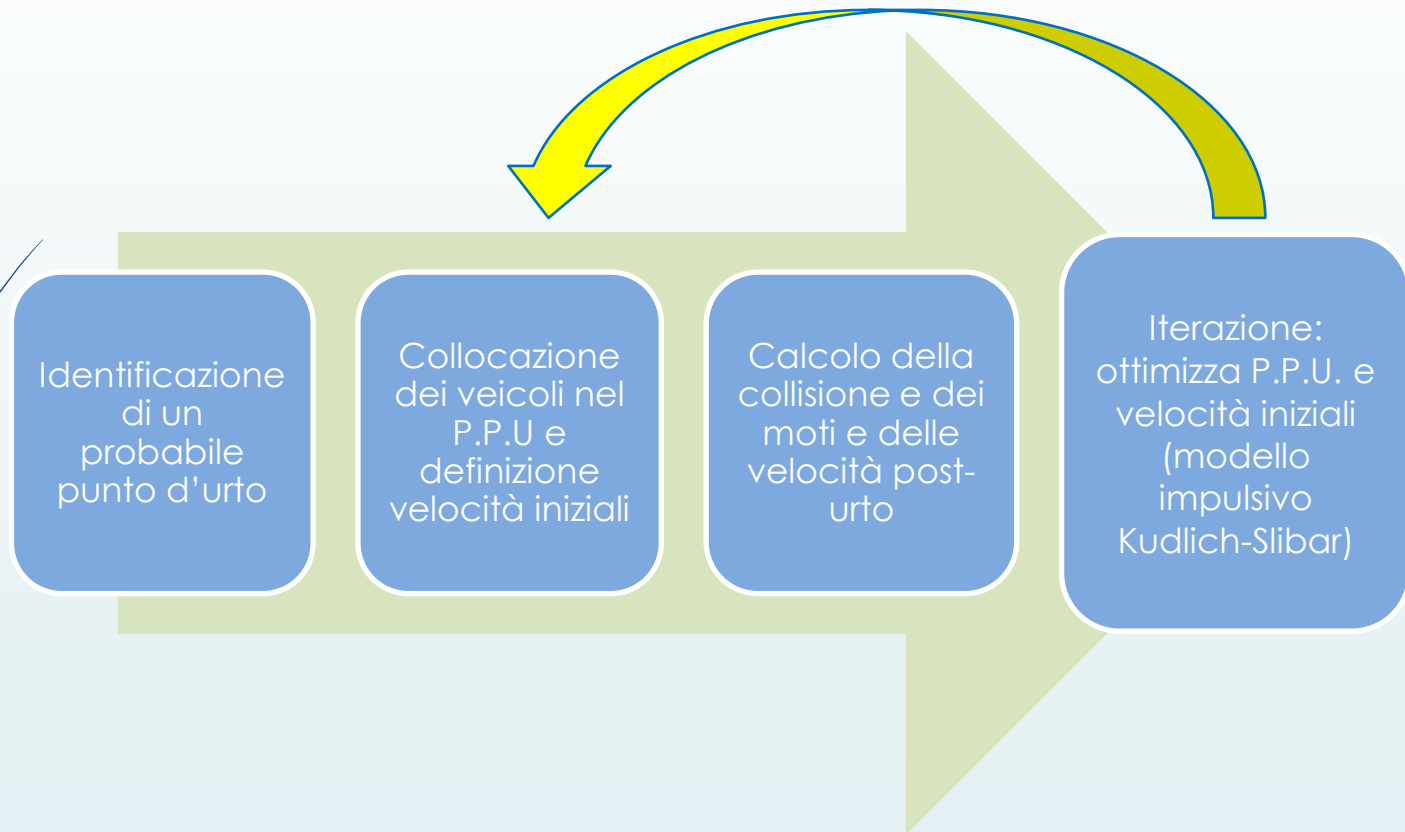 Identificazione
di un
probabile
punto d’urto
Collocazione
dei veicoli nel
P.P.U e
definizione
velocità iniziali
Calcolo della
collisione e dei
moti e delle
velocità post-
urto
Iterazione:
ottimizza P.P.U. e
velocità iniziali
(modello
impulsivo
Kudlich-Slibar)